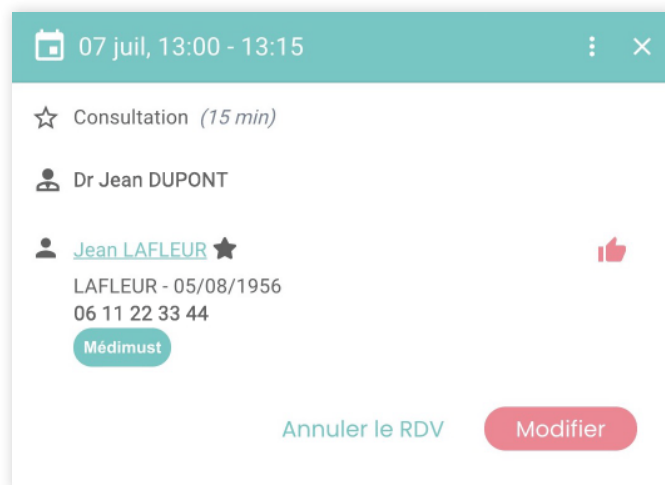 07 juil, 13:00 - 13:15
Consultation (15 min)
Dr Jean DUPONT
Jean LAFLEUR
LAFLEUR - 05/08/1956
06 11 22 33 44
Médimust
Annuler le RDV Modifier